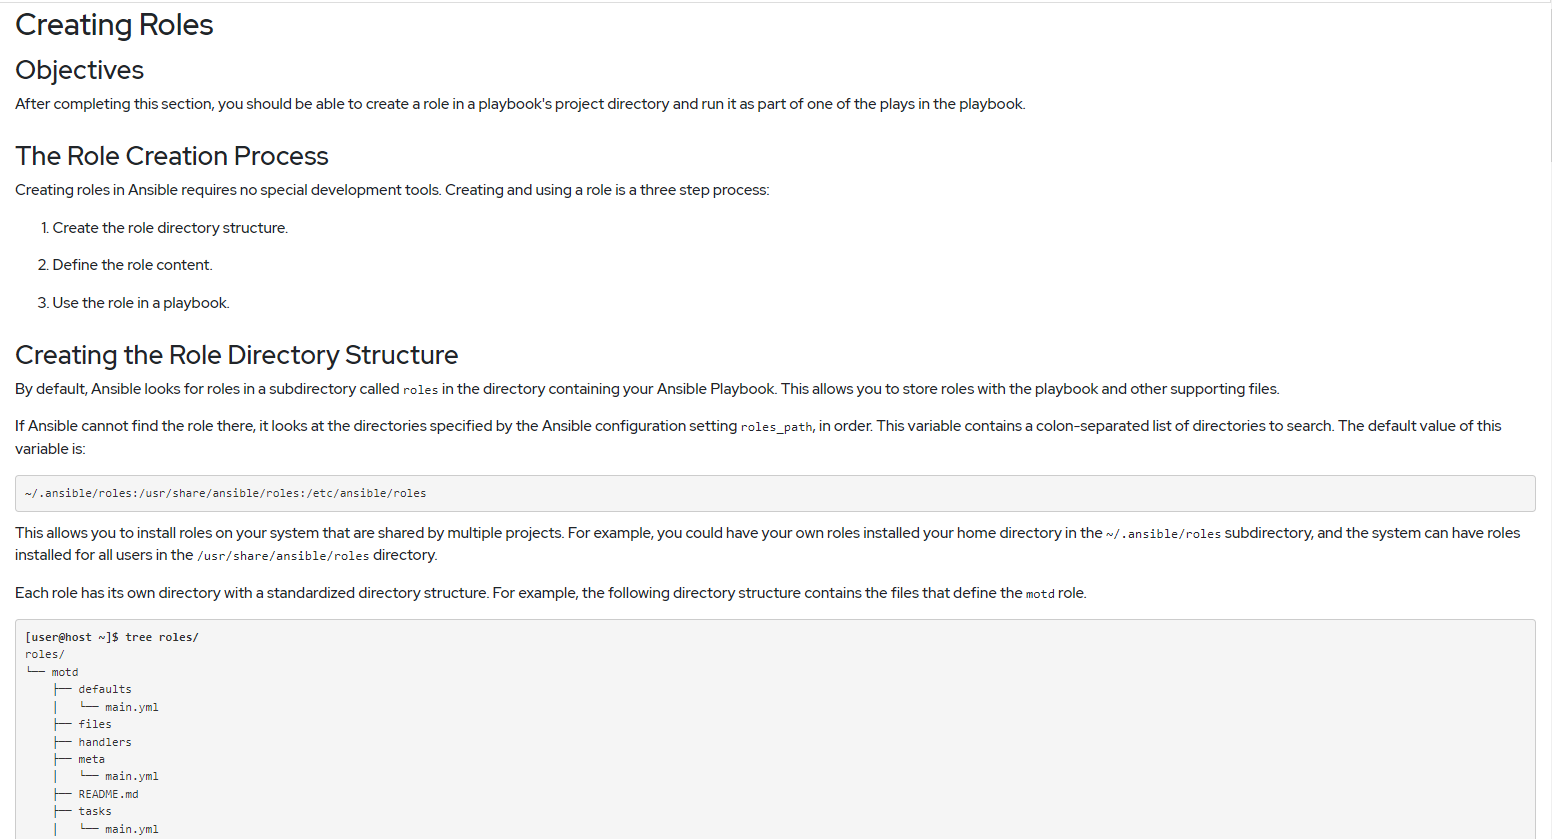 Creating Roles
Objectives
After completing this section, you should be able to create a role in a playbook's project directory and run it as part of one of the plays in the playbook.
The Role Creation Process
Creating roles in Ansible requires no special development tools. Creating and using a role is a three step process:
1. Create the role directory structure.
2. Define the role content.
3. Use the role in a playbook.
Creating the Role Directory Structure
By default, Ansible looks for roles in a subdirectory called roles in the directory containing your Ansible Playbook. This allows you to store roles with the playbook and other supporting files.
If Ansible cannot find the role there, it looks at the directories specified by the Ansible configuration setting roles_path, in order. This variable contains a colon-separated list of directories to search. The default value of this
variable is:
~/.ansible/roles:/usr/share/ansible/roles:/etc/ansible/roles
This allows you to install roles on your system that are shared by multiple projects. For example, you could have your own roles installed your home directory in the ~/.ansible/roles subdirectory, and the system can have roles
installed for all users in the /usr/share/ansible/roles directory.
Each role has its own directory with a standardized directory structure. For example, the following directory structure contains the files that define the motd role.
[user@host ~]$ tree roles/
roles/
└── motd
    ├── defaults
    │   └── main.yml
    ├── files
    ├── handlers
    ├── meta
    │   └── main.yml
    ├── README.md
    ├── tasks
    │   └── main.yml